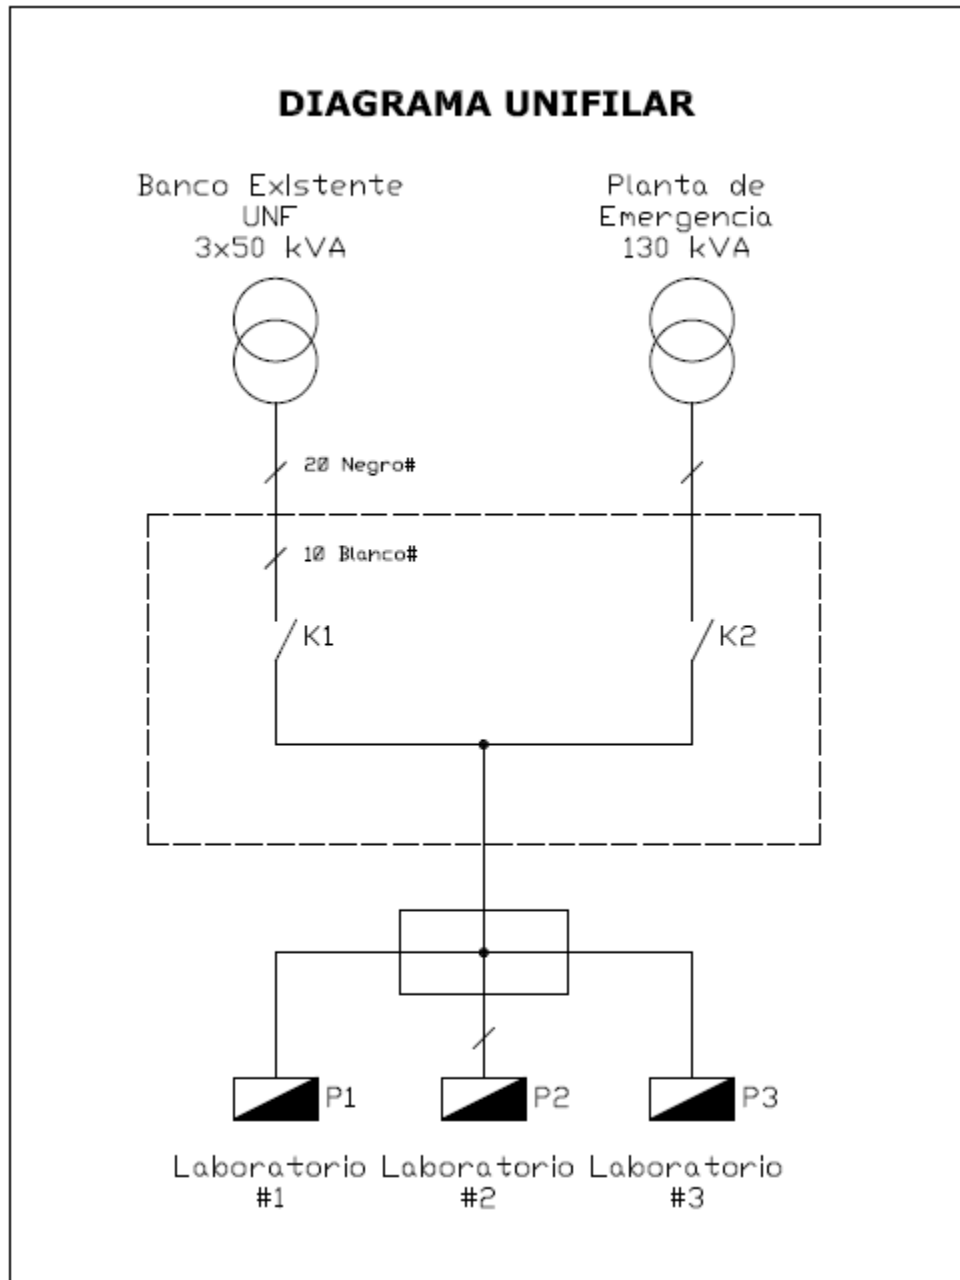 DIAGRAMA UNIFILAR
Banco ExIstente
UNF
3x50 kVA
Planta de
Emergencia
130 kVA
20 Negro#
10 Blanco#
K1
K2
P1
P2
P3
Laboratorio
#1
Laboratorio
#2
Laboratorio
#3